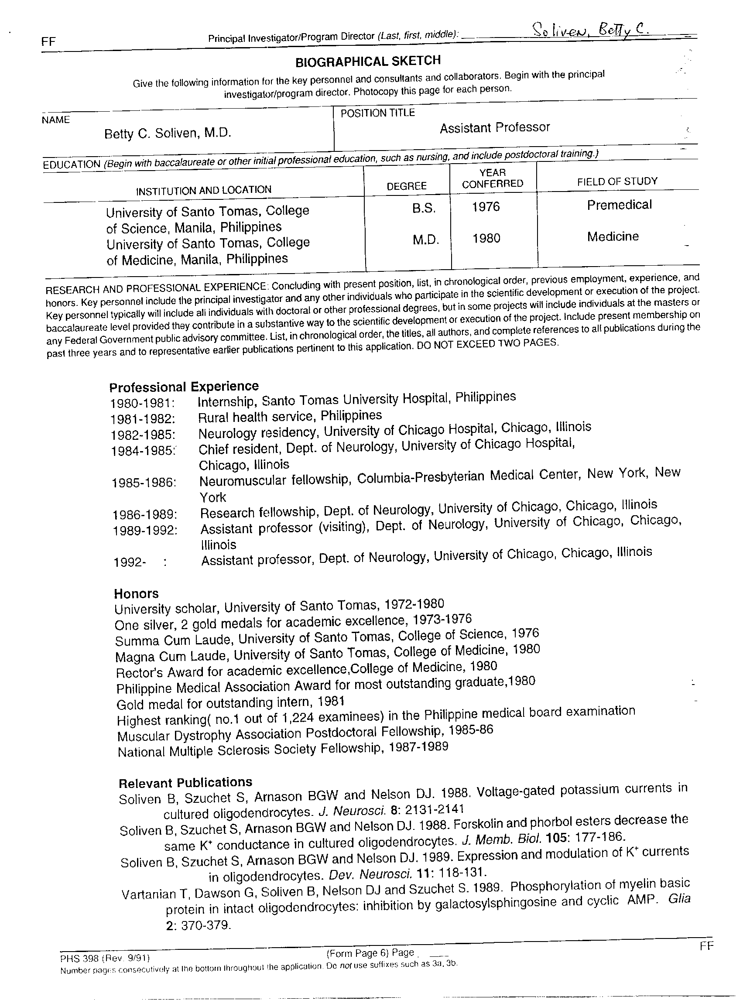 FF
Principal Investigator/Program Director (Last, first, middle): Soliven, Betty C.
BIOGRAPHICAL SKETCH
Give the following information for the key personnel and consultants and collaborators. Begin with the principal
investigator/program director. Photocopy this page for each person.
NAME
Betty C. Soliven, M.D.
POSITION TITLE
Assistant Professor
EDUCATION (Begin with baccalaureate or other initial professional education, such as nursing, and include postdoctoral training.)
INSTITUTION AND LOCATION
DEGREE
YEAR
CONFERRED
FIELD OF STUDY
University of Santo Tomas, College
of Science, Manila, Philippines
B.S.
1976
Premedical
University of Santo Tomas, College
of Medicine, Manila, Philippines
M.D.
1980
Medicine
RESEARCH AND PROFESSIONAL EXPERIENCE: Concluding with present position, list, in chronological order, previous employment, experience, and
honors. Key personnel include the principal investigator and any other individuals who participate in the scientific development or execution of the project.
Key personnel typically will include all individuals with doctoral or other professional degrees, but in some projects will include individuals at the masters or
baccalaureate level provided they contribute in a substantive way to the scientific development or execution of the project. Include present membership on
any Federal Government public advisory committee. List, in chronological order, the titles, all authors, and complete references to all publications during the
past three years and to representative earlier publications pertinent to this application. DO NOT EXCEED TWO PAGES.
Professional Experience
1980-1981: Internship, Santo Tomas University Hospital, Philippines
1981-1982: Rural health service, Philippines
1982-1985: Neurology residency, University of Chicago Hospital, Chicago, Illinois
1984-1985: Chief resident, Dept. of Neurology, University of Chicago Hospital,
Chicago, Illinois
1985-1986: Neuromuscular fellowship, Columbia-Presbyterian Medical Center, New York, New
York
1986-1989: Research fellowship, Dept. of Neurology, University of Chicago, Chicago, Illinois
1989-1992: Assistant professor (visiting), Dept. of Neurology, University of Chicago, Chicago,
Illinois
1992- : Assistant professor, Dept. of Neurology, University of Chicago, Chicago, Illinois
Honors
University scholar, University of Santo Tomas, 1972-1980
One silver, 2 gold medals for academic excellence, 1973-1976
Summa Cum Laude, University of Santo Tomas, College of Science, 1976
Magna Cum Laude, University of Santo Tomas, College of Medicine, 1980
Rector's Award for academic excellence,College of Medicine, 1980
Philippine Medical Association Award for most outstanding graduate,1980
Gold medal for outstanding intern, 1981
Highest ranking( no.1 out of 1,224 examinees) in the Philippine medical board examination
Muscular Dystrophy Association Postdoctoral Fellowship, 1985-86
National Multiple Sclerosis Society Fellowship, 1987-1989
Relevant Publications
Soliven B, Szuchet S, Arnason BGW and Nelson DJ. 1988. Voltage-gated potassium currents in
cultured oligodendrocytes. J. Neurosci. 8: 2131-2141
Soliven B, Szuchet S, Arnason BGW and Nelson DJ. 1988. Forskolin and phorbol esters decrease the
same K⁺ conductance in cultured oligodendrocytes. J. Memb. Biol. 105: 177-186.
Soliven B, Szuchet S, Arnason BGW and Nelson DJ. 1989. Expression and modulation of K⁺ currents
in oligodendrocytes. Dev. Neurosci. 11: 118-131.
Vartanian T, Dawson G, Soliven B, Nelson DJ and Szuchet S. 1989. Phosphorylation of myelin basic
protein in intact oligodendrocytes: inhibition by galactosylsphingosine and cyclic AMP. Glia
2: 370-379.
PHS 398 (Rev. 9/91)
(Form Page 6) Page
FF
Number pages consecutively at the bottom throughout the application. Do not use suffixes such as 3a, 3b.